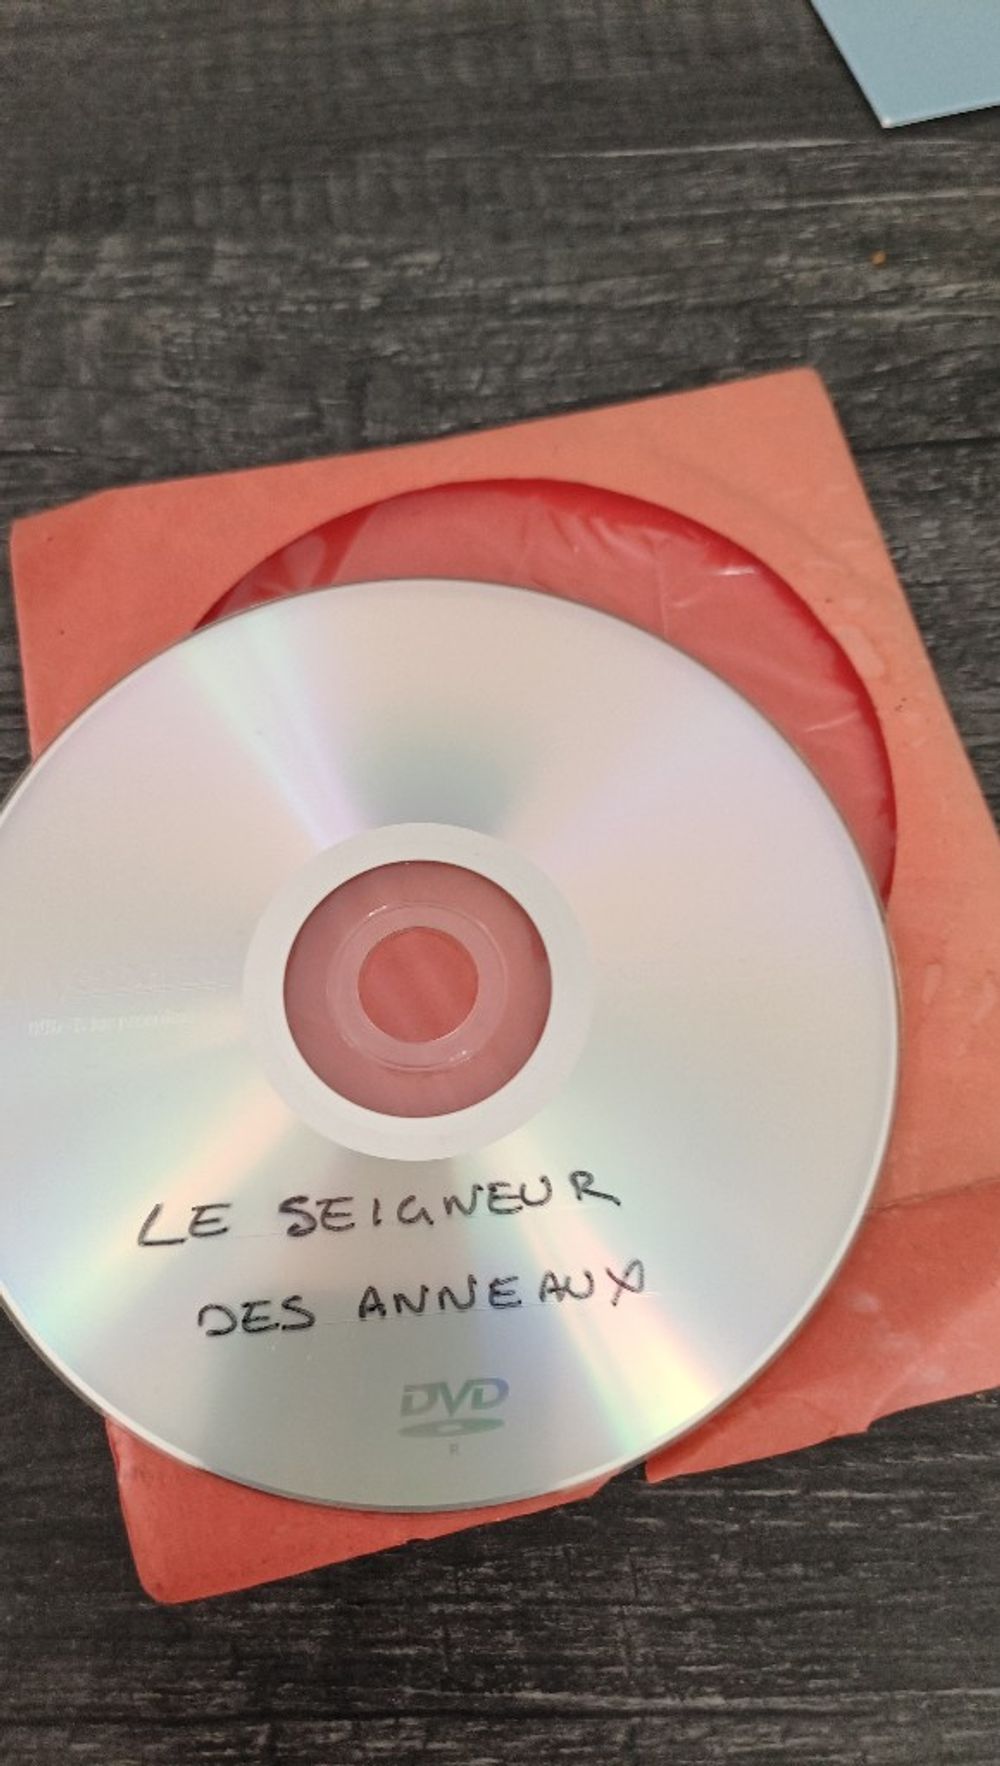 LE SEIGNEUR
DES ANNEAUX
DVD
R